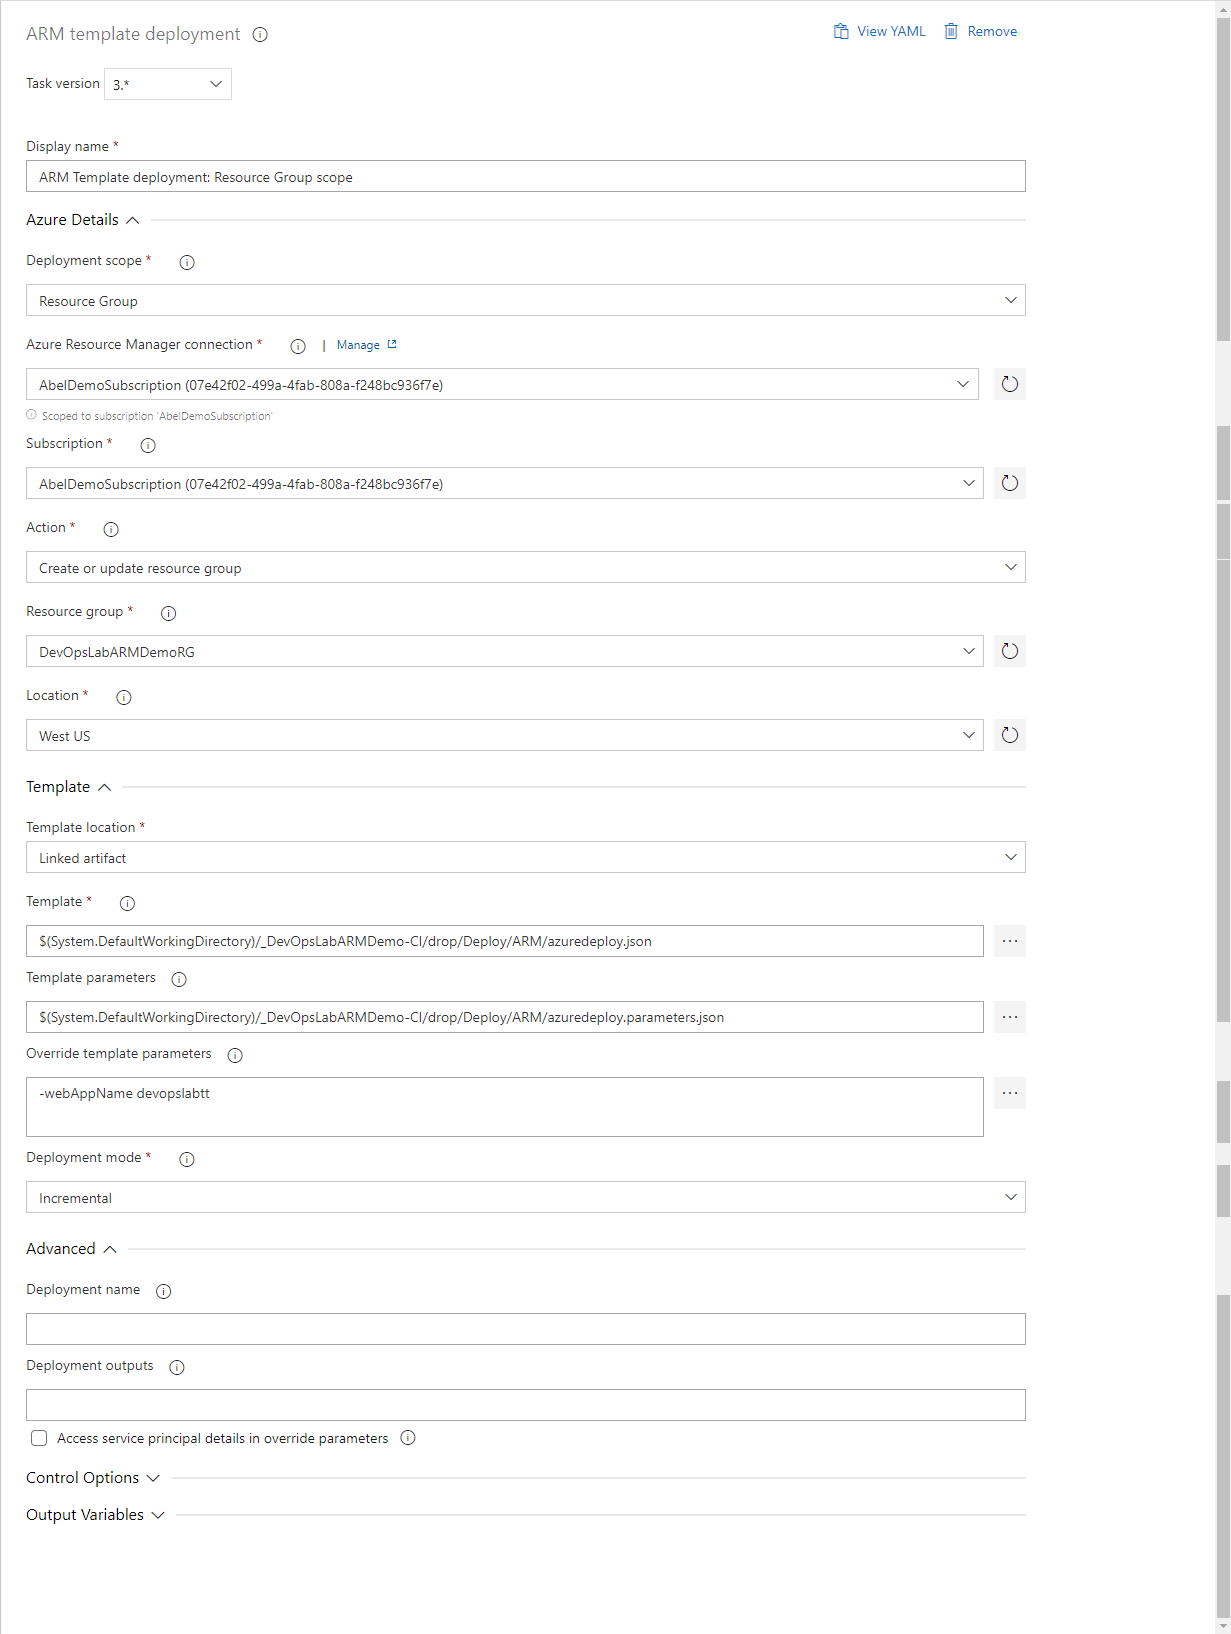 ARM template deployment
View YAML
Remove
Task version
3.*
Display name *
ARM Template deployment: Resource Group scope
Azure Details
Deployment scope *
Resource Group
Azure Resource Manager connection * | Manage
AbelDemoSubscription (07e42f02-499a-4fab-808a-f248bc936f7e)
Scoped to subscription 'AbelDemoSubscription'
Subscription *
AbelDemoSubscription (07e42f02-499a-4fab-808a-f248bc936f7e)
Action *
Create or update resource group
Resource group *
DevOpsLabARMDemoRG
Location *
West US
Template
Template location *
Linked artifact
Template *
$(System.DefaultWorkingDirectory)/_DevOpsLabARMDemo-CI/drop/Deploy/ARM/azuredeploy.json
Template parameters
$(System.DefaultWorkingDirectory)/_DevOpsLabARMDemo-CI/drop/Deploy/ARM/azuredeploy.parameters.json
Override template parameters
-webAppName devopslabtt
Deployment mode *
Incremental
Advanced
Deployment name
Deployment outputs
Access service principal details in override parameters
Control Options
Output Variables